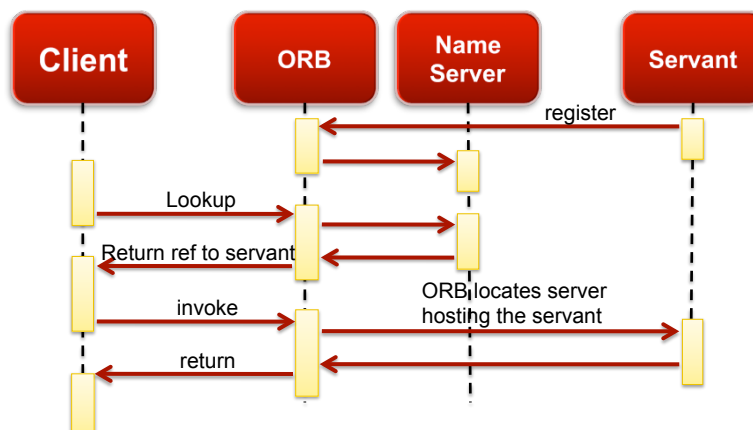 Client
ORB
Name
Server
Servant
register
Lookup
Return ref to servant
ORB locates server
hosting the servant
invoke
return